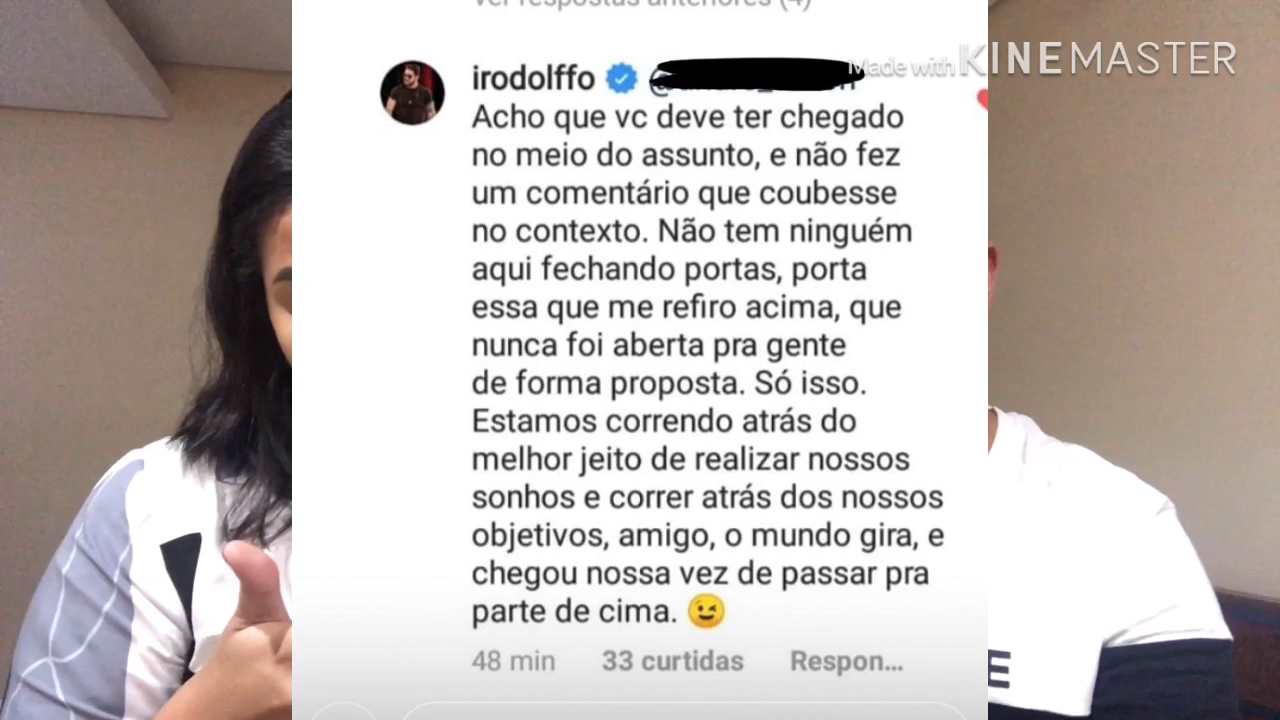 Ver respostas anteriores (4)
irodolffo
Made with KINEMASTER
Acho que vc deve ter chegado
no meio do assunto, e não fez
um comentário que coubesse
no contexto. Não tem ninguém
aqui fechando portas, porta
essa que me refiro acima, que
nunca foi aberta pra gente
de forma proposta. Só isso.
Estamos correndo atrás do
melhor jeito de realizar nossos
sonhos e correr atrás dos nossos
objetivos, amigo, o mundo gira, e
chegou nossa vez de passar pra
parte de cima. 😉
48 min 33 curtidas Respon...
E